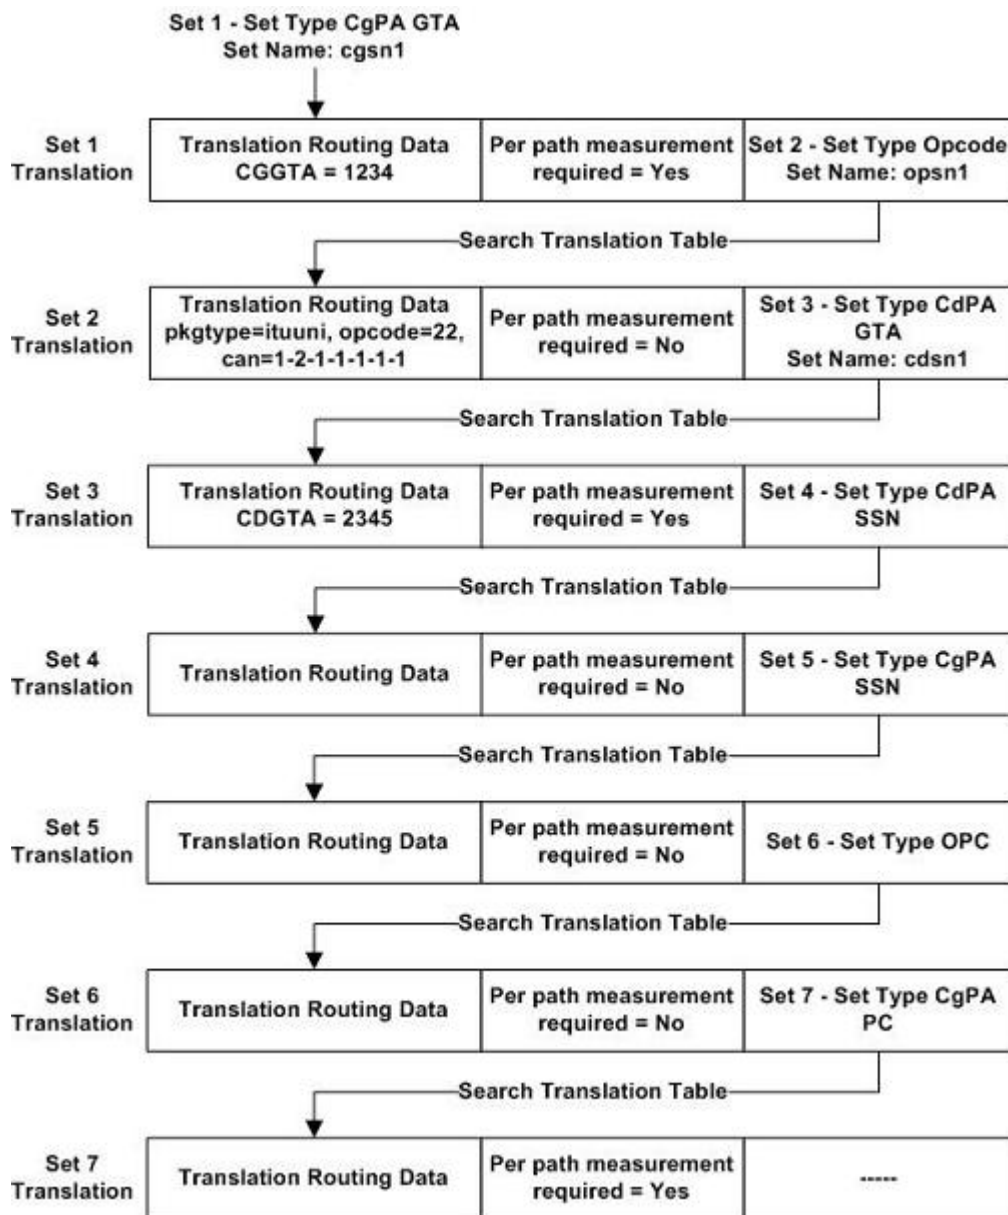 Set 1 - Set Type CgPA GTA
Set Name: cgsn1
Set 1
Translation
Translation Routing Data
CGGTA = 1234
Per path measurement
required = Yes
Set 2 - Set Type Opcode
Set Name: opsn1
Search Translation Table
Set 2
Translation
Translation Routing Data
pkgtype=ituuni, opcode=22,
can=1-2-1-1-1-1-1
Per path measurement
required = No
Set 3 - Set Type CdPA
GTA
Set Name: cdsn1
Search Translation Table
Set 3
Translation
Translation Routing Data
CDGTA = 2345
Per path measurement
required = Yes
Set 4 - Set Type CdPA
SSN
Search Translation Table
Set 4
Translation
Translation Routing Data
Per path measurement
required = No
Set 5 - Set Type CgPA
SSN
Search Translation Table
Set 5
Translation
Translation Routing Data
Per path measurement
required = No
Set 6 - Set Type OPC
Search Translation Table
Set 6
Translation
Translation Routing Data
Per path measurement
required = No
Set 7 - Set Type CgPA
PC
Search Translation Table
Set 7
Translation
Translation Routing Data
Per path measurement
required = Yes
-----